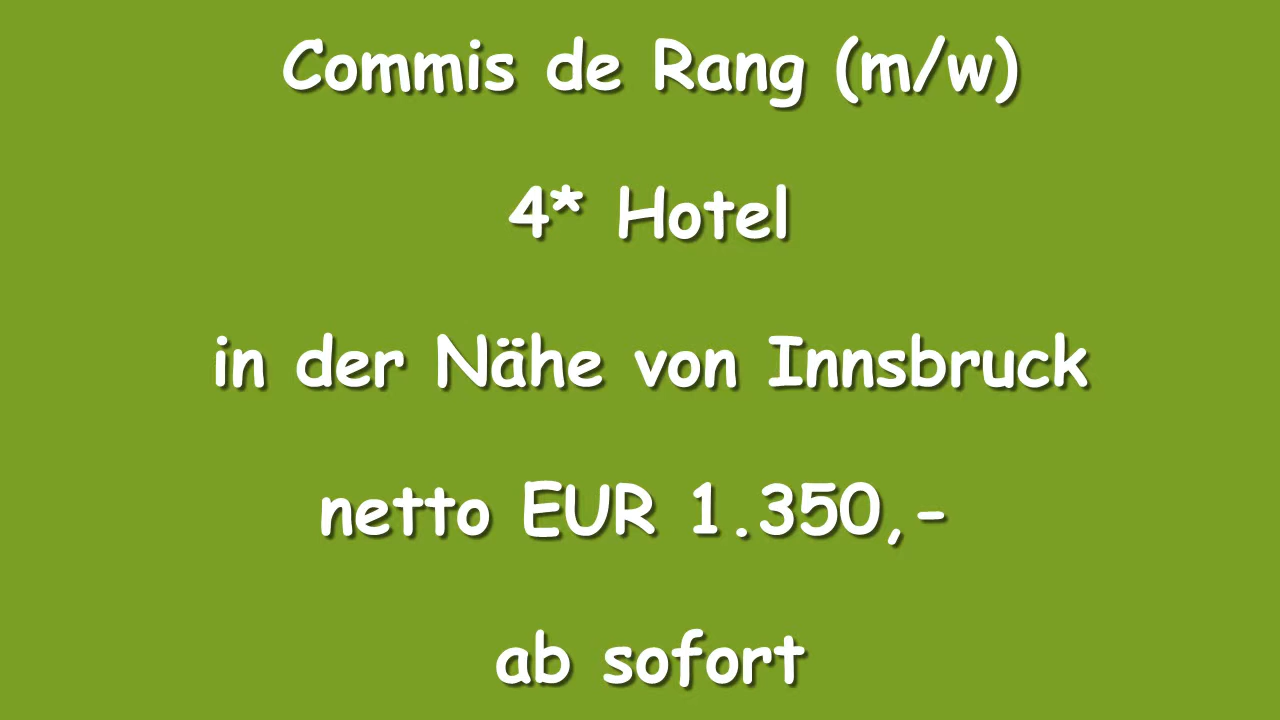 Commis de Rang (m/w)
4* Hotel
in der Nähe von Innsbruck
netto EUR 1.350,-
ab sofort